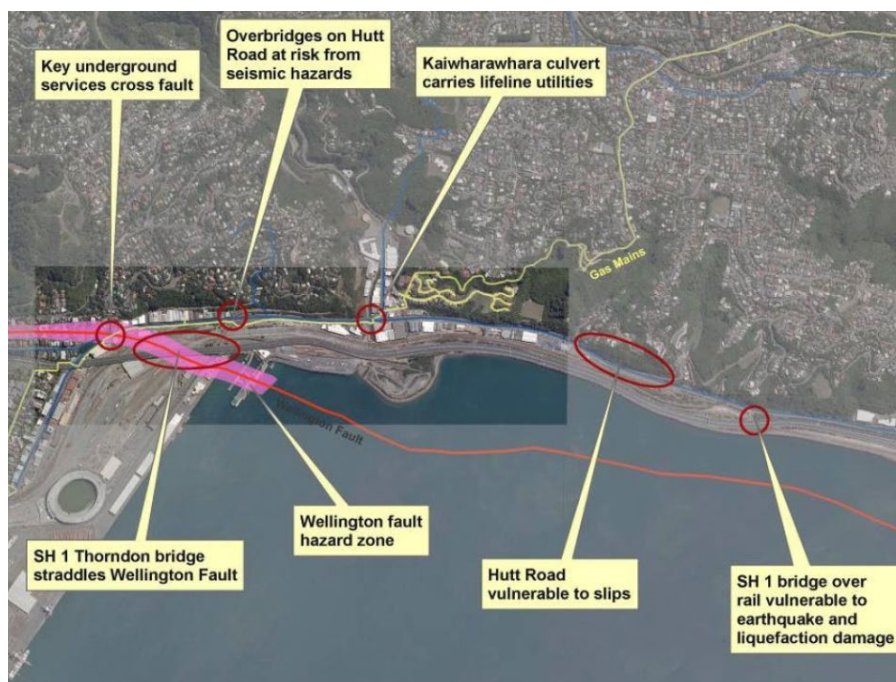 Key underground
services cross fault
Overbridges on Hutt
Road at risk from
seismic hazards
Kaiwharawhara culvert
carries lifeline utilities
Gas Mains
Wellington Fault
SH 1 Thorndon bridge
straddles Wellington Fault
Wellington fault
hazard zone
Hutt Road
vulnerable to slips
SH 1 bridge over
rail vulnerable to
earthquake and
liquefaction damage